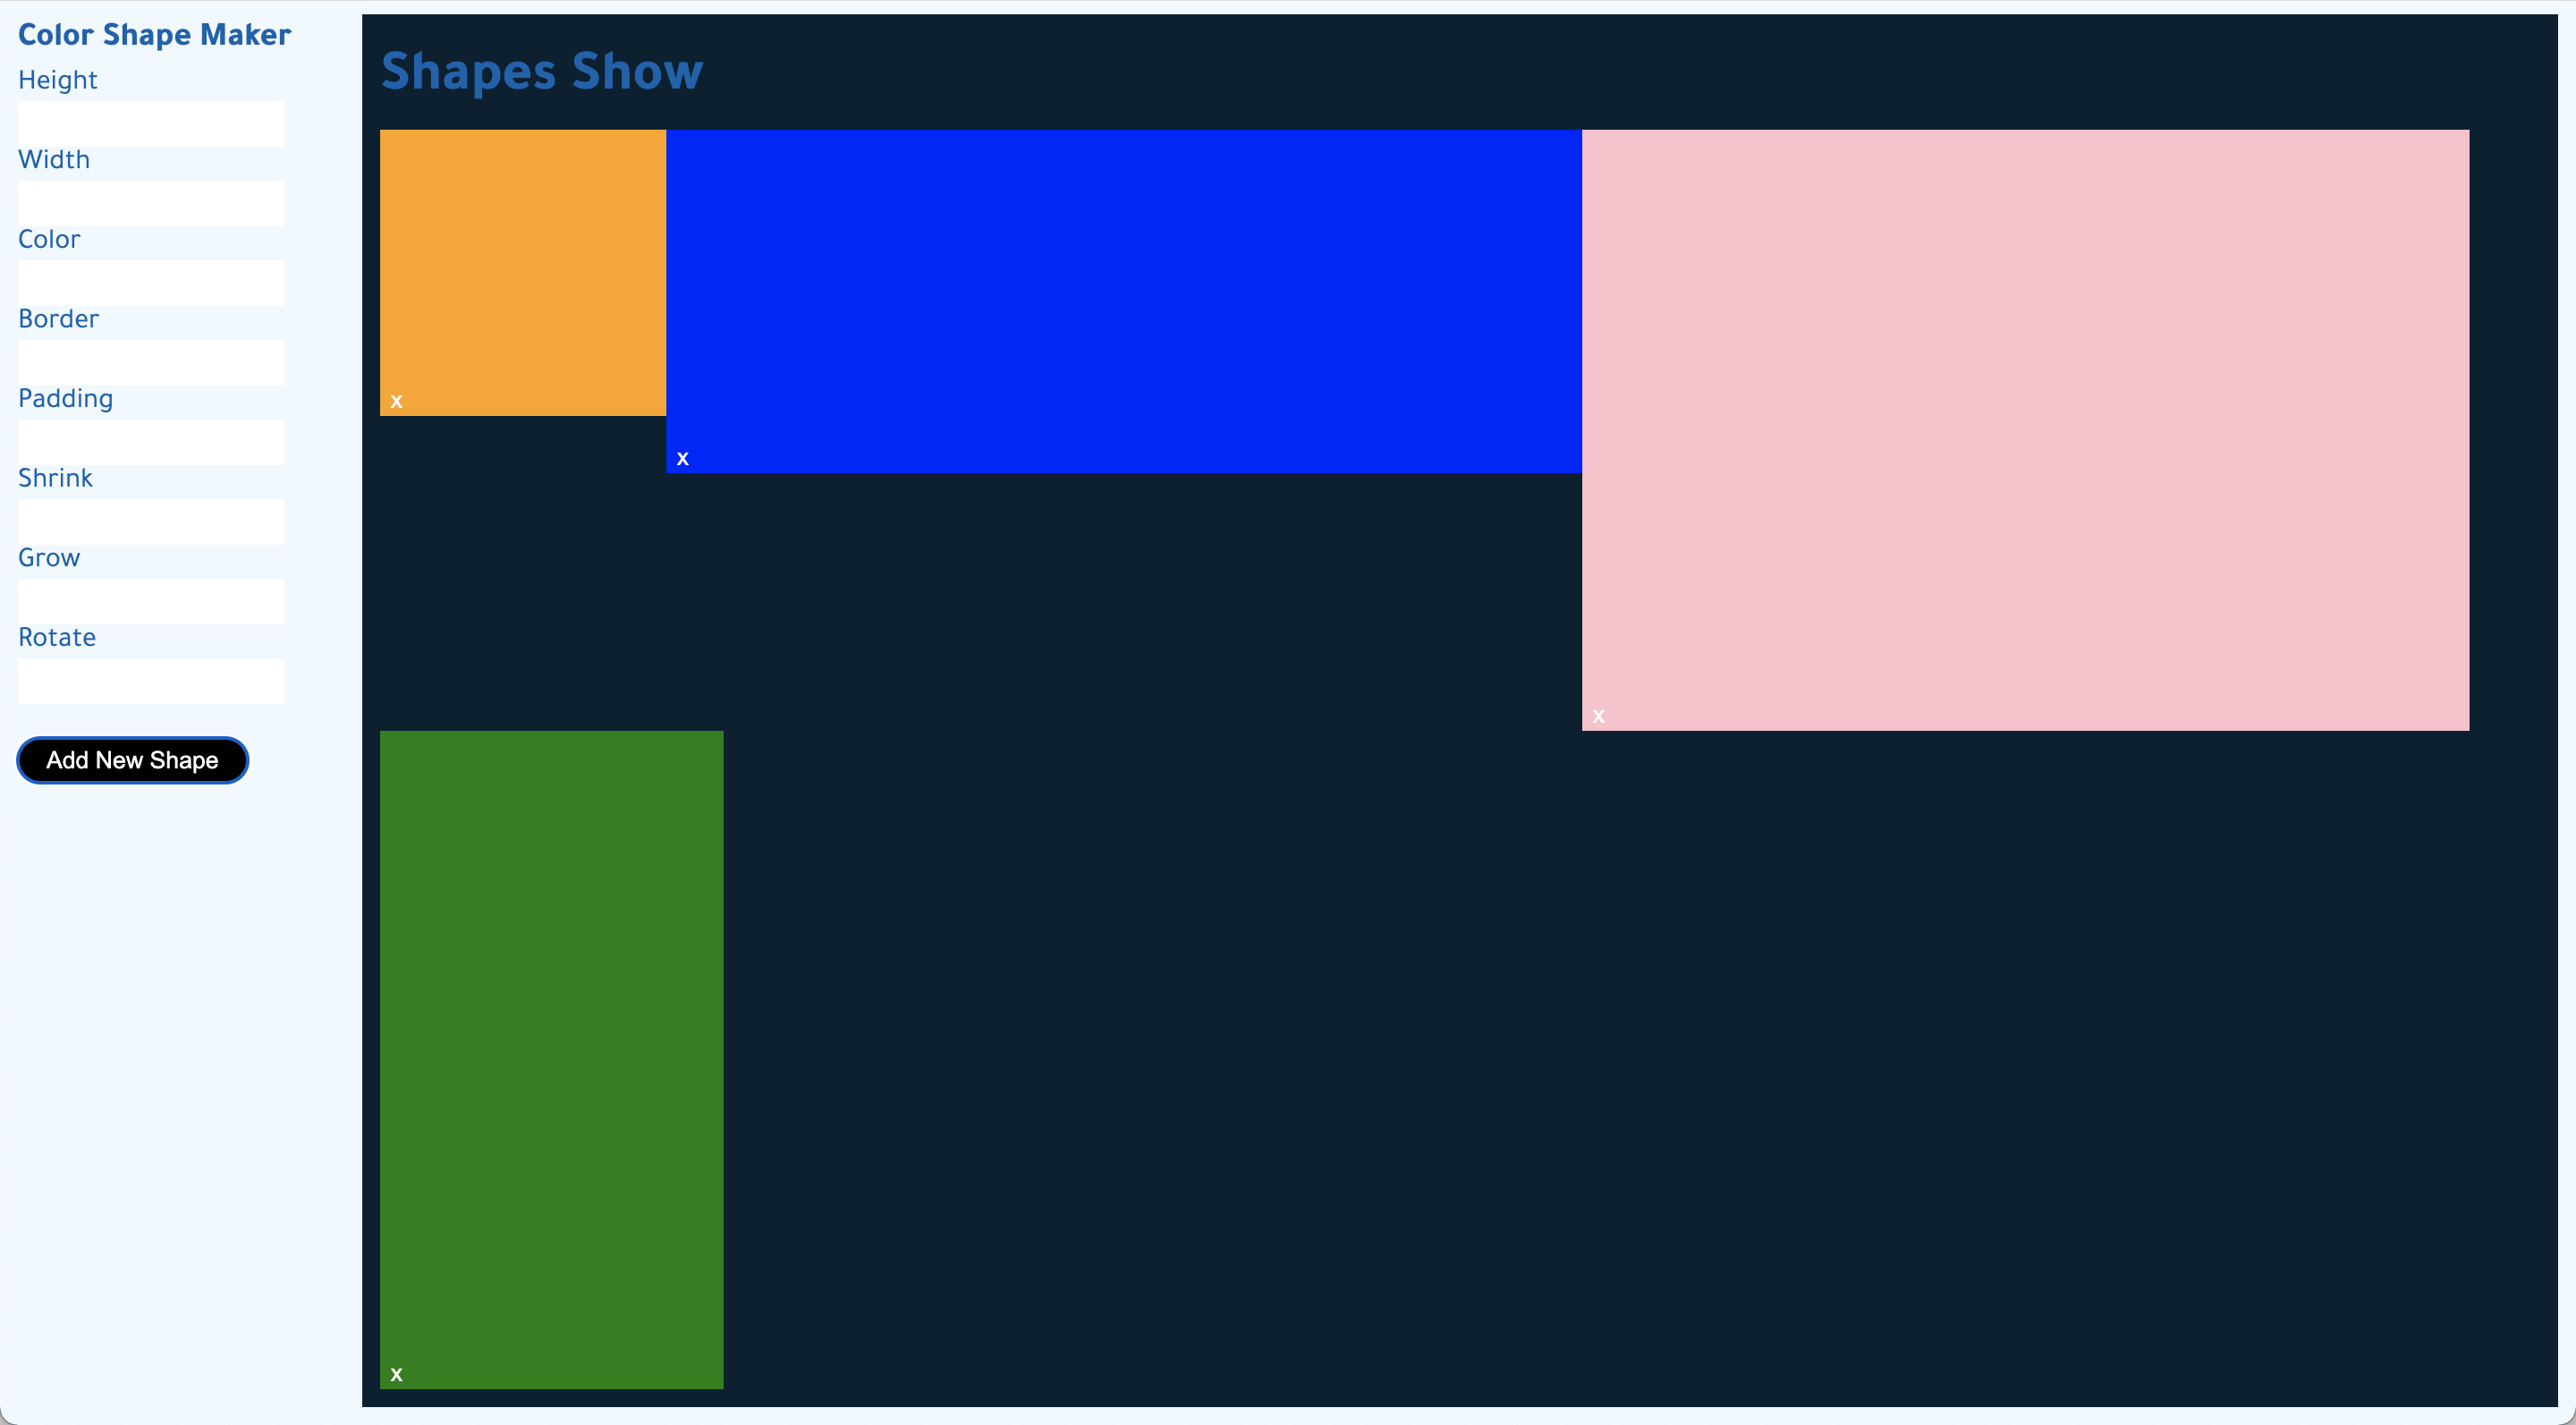 Color Shape Maker
Height
Width
Color
Border
Padding
Shrink
Grow
Rotate
Add New Shape
Shapes Show
x
x
x
x